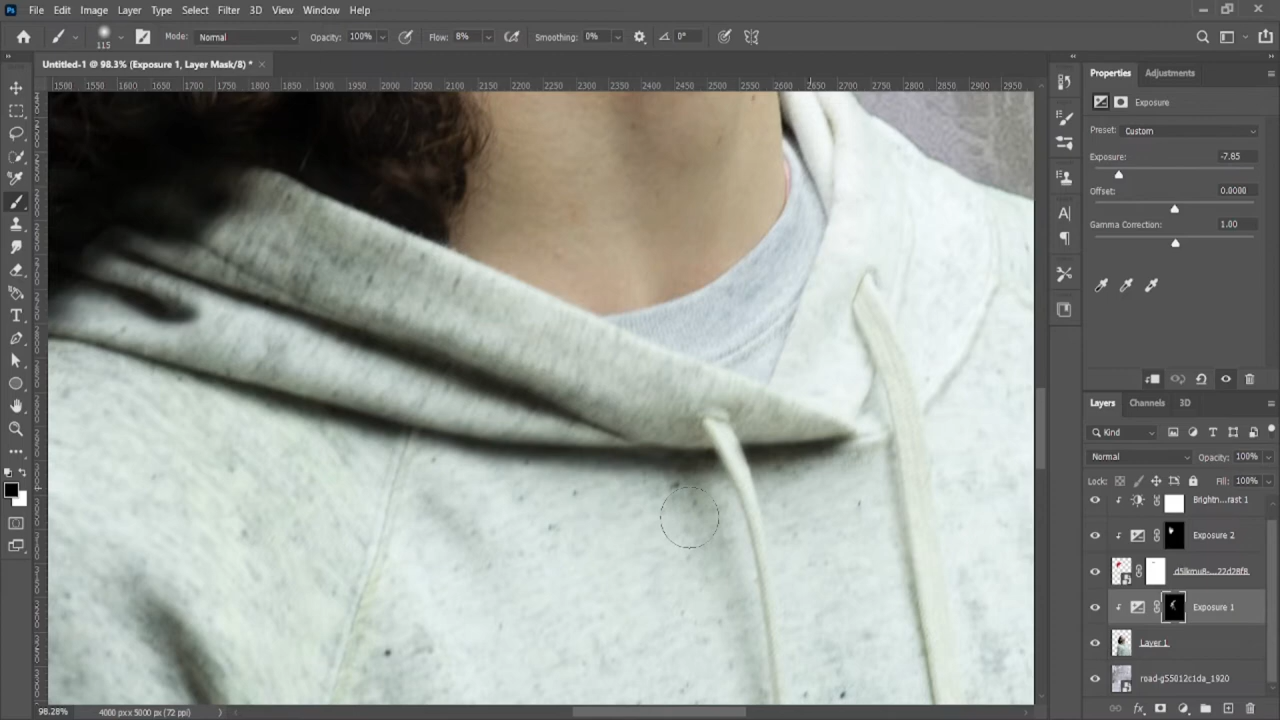 Ps File Edit Image Layer Type Select Filter 3D View Window Help
115 Mode: Normal Opacity: 100% Flow: 8% Smoothing: 0% 0°
Untitled-1 @ 98.3% (Exposure 1, Layer Mask/8) *
1500 1550 1600 1650 1700 1750 1800 1850 1900 1950 2000 2050 2100 2150 2200 2250 2300 2350 2400 2450 2500 2550 2600 2650 2700 2750 2800 2850 2900 2950
Properties Adjustments
Exposure
Preset: Custom
Exposure: -7.85
Offset: 0.0000
Gamma Correction: 1.00
Layers Channels 3D
Kind
Normal Opacity: 100%
Lock: Fill: 100%
Brightn...rast 1
Exposure 2
Exposure 1
Layer 1
road-g55012c1da_1920
98.28% 4000 px x 5000 px (72 ppi)